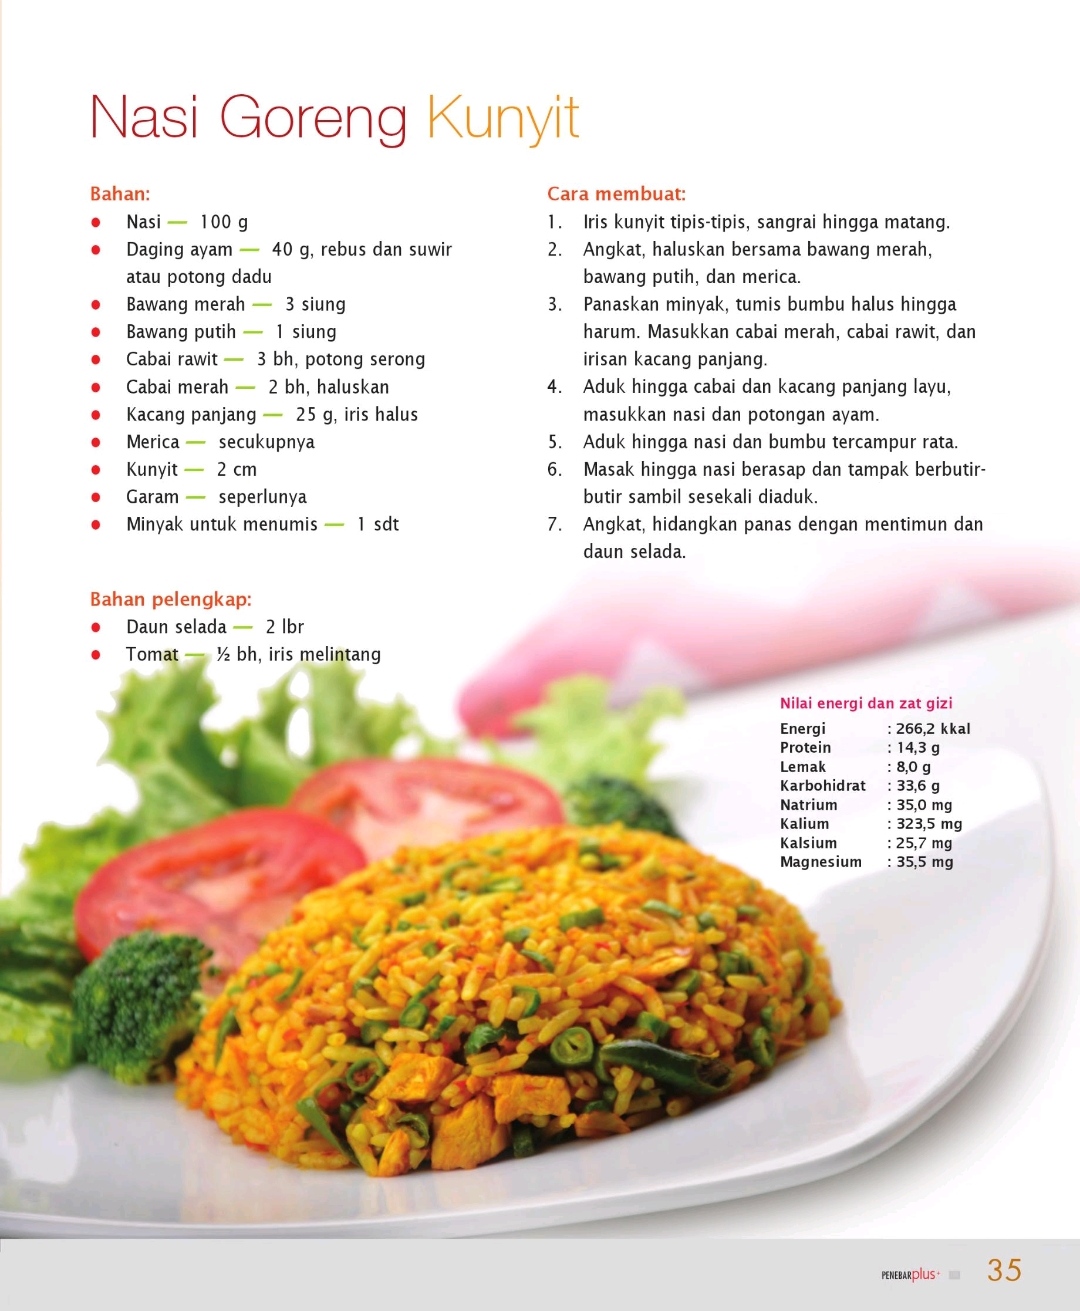 Nasi Goreng Kunyit
Bahan:
• Nasi — 100 g
• Daging ayam — 40 g, rebus dan suwir
atau potong dadu
• Bawang merah — 3 siung
• Bawang putih — 1 siung
• Cabai rawit — 3 bh, potong serong
• Cabai merah — 2 bh, haluskan
• Kacang panjang — 25 g, iris halus
• Merica — secukupnya
• Kunyit — 2 cm
• Garam — seperlunya
• Minyak untuk menumis — 1 sdt
Bahan pelengkap:
• Daun selada — 2 lbr
• Tomat — ½ bh, iris melintang
Cara membuat:
1. Iris kunyit tipis-tipis, sangrai hingga matang.
2. Angkat, haluskan bersama bawang merah,
bawang putih, dan merica.
3. Panaskan minyak, tumis bumbu halus hingga
harum. Masukkan cabai merah, cabai rawit, dan
irisan kacang panjang.
4. Aduk hingga cabai dan kacang panjang layu,
masukkan nasi dan potongan ayam.
5. Aduk hingga nasi dan bumbu tercampur rata.
6. Masak hingga nasi berasap dan tampak berbutir-
butir sambil sesekali diaduk.
7. Angkat, hidangkan panas dengan mentimun dan
daun selada.
Nilai energi dan zat gizi
Energi : 266,2 kkal
Protein : 14,3 g
Lemak : 8,0 g
Karbohidrat : 33,6 g
Natrium : 35,0 mg
Kalium : 323,5 mg
Kalsium : 25,7 mg
Magnesium : 35,5 mg
PENEBARplus+ 35